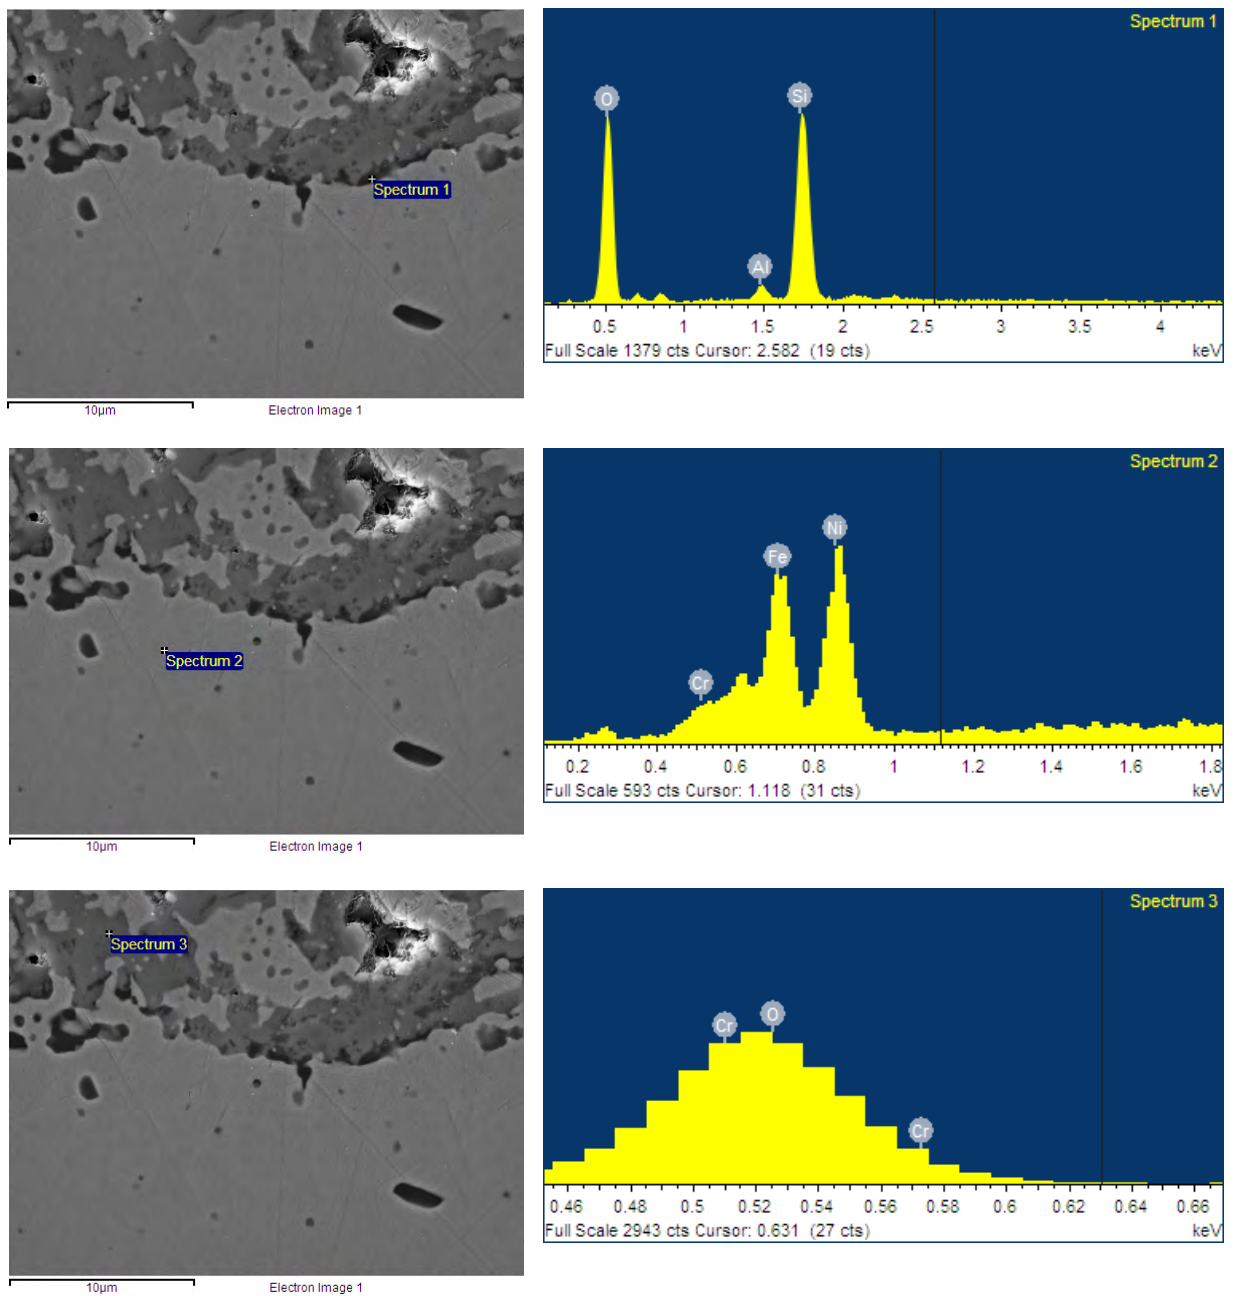 Spectrum 1
10µm
Electron Image 1
Spectrum 1
O
Si
Al
0.5 1 1.5 2 2.5 3 3.5 4
Full Scale 1379 cts Cursor: 2.582 (19 cts)
keV
Spectrum 2
10µm
Electron Image 1
Spectrum 2
Ni
Fe
Cr
0.2 0.4 0.6 0.8 1 1.2 1.4 1.6 1.8
Full Scale 593 cts Cursor: 1.118 (31 cts)
keV
Spectrum 3
10µm
Electron Image 1
Spectrum 3
Cr
O
Cr
0.46 0.48 0.5 0.52 0.54 0.56 0.58 0.6 0.62 0.64 0.66
Full Scale 2943 cts Cursor: 0.631 (27 cts)
keV